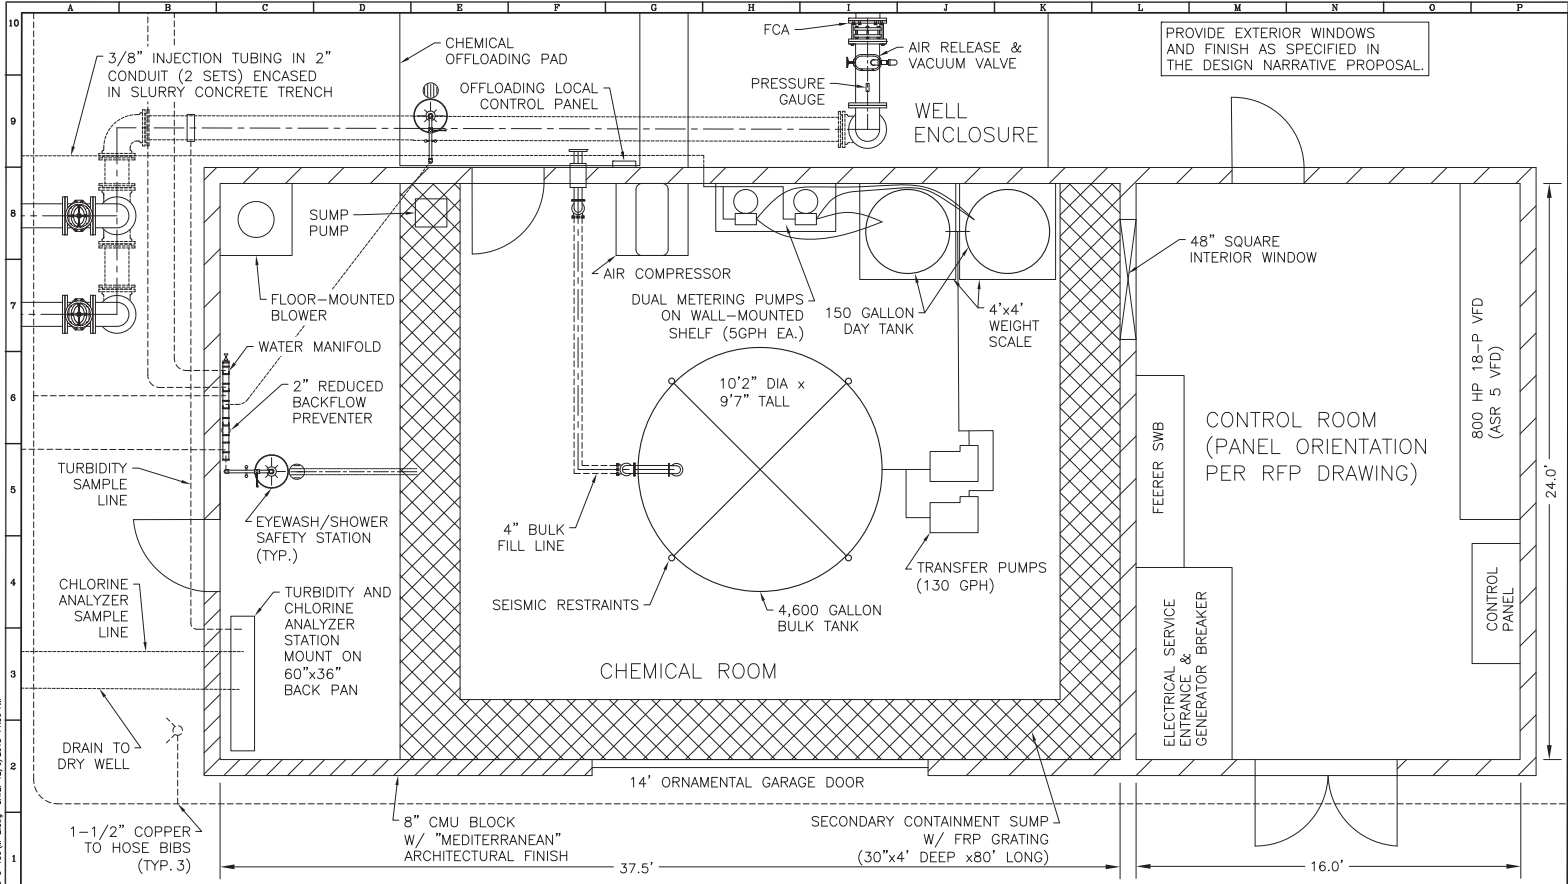 A B C D E F G H I J K L M N O P
10
9
8
7
6
5
4
3
2
1
3/8" INJECTION TUBING IN 2"
CONDUIT (2 SETS) ENCASED
IN SLURRY CONCRETE TRENCH
CHEMICAL
OFFLOADING PAD
OFFLOADING LOCAL
CONTROL PANEL
FCA
AIR RELEASE &
VACUUM VALVE
PRESSURE
GAUGE
WELL
ENCLOSURE
PROVIDE EXTERIOR WINDOWS
AND FINISH AS SPECIFIED IN
THE DESIGN NARRATIVE PROPOSAL.
SUMP
PUMP
FLOOR-MOUNTED
BLOWER
AIR COMPRESSOR
DUAL METERING PUMPS
ON WALL-MOUNTED
SHELF (5GPH EA.)
150 GALLON
DAY TANK
4'x4'
WEIGHT
SCALE
48" SQUARE
INTERIOR WINDOW
WATER MANIFOLD
2" REDUCED
BACKFLOW
PREVENTER
10'2" DIA x
9'7" TALL
CONTROL ROOM
(PANEL ORIENTATION
PER RFP DRAWING)
800 HP 18-P VFD
(ASR 5 VFD)
FEERER SWB
24.0'
TURBIDITY
SAMPLE
LINE
EYEWASH/SHOWER
SAFETY STATION
(TYP.)
4" BULK
FILL LINE
TRANSFER PUMPS
(130 GPH)
CHLORINE
ANALYZER
SAMPLE
LINE
TURBIDITY AND
CHLORINE
ANALYZER
STATION
MOUNT ON
60"x36"
BACK PAN
SEISMIC RESTRAINTS
4,600 GALLON
BULK TANK
CHEMICAL ROOM
ELECTRICAL SERVICE
ENTRANCE &
GENERATOR BREAKER
CONTROL
PANEL
DRAIN TO
DRY WELL
14' ORNAMENTAL GARAGE DOOR
1-1/2" COPPER
TO HOSE BIBS
(TYP. 3)
8" CMU BLOCK
W/ "MEDITERRANEAN"
ARCHITECTURAL FINISH
SECONDARY CONTAINMENT SUMP
W/ FRP GRATING
(30"x4' DEEP x80' LONG)
37.5'
16.0'